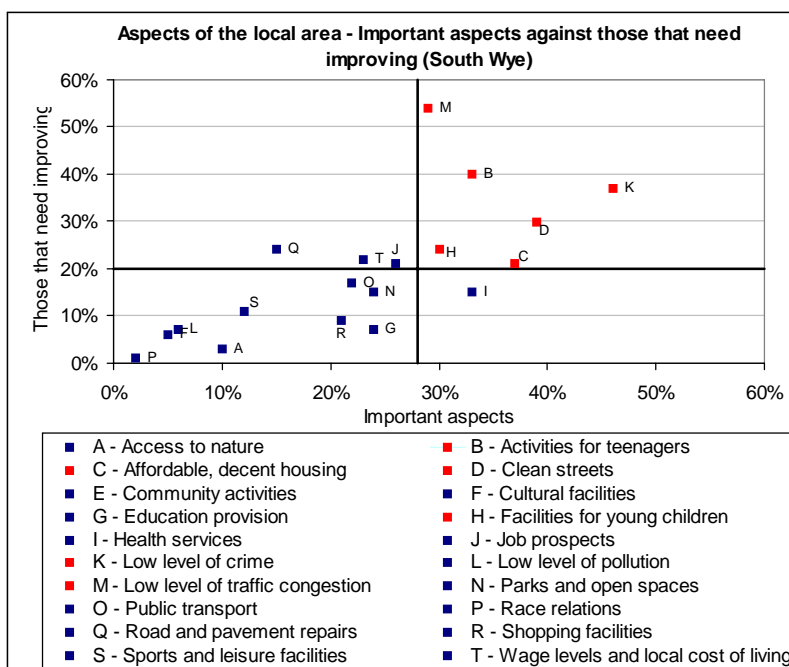 Aspects of the local area - Important aspects against those that need
improving (South Wye)
Those that need improving
60%
50%
40%
30%
20%
10%
0%
M
B
K
D
H
C
Q
T
J
I
O
N
S
R
G
L
F
A
P
0%
10%
20%
30%
40%
50%
60%
Important aspects
A - Access to nature
B - Activities for teenagers
C - Affordable, decent housing
D - Clean streets
E - Community activities
F - Cultural facilities
G - Education provision
H - Facilities for young children
I - Health services
J - Job prospects
K - Low level of crime
L - Low level of pollution
M - Low level of traffic congestion
N - Parks and open spaces
O - Public transport
P - Race relations
Q - Road and pavement repairs
R - Shopping facilities
S - Sports and leisure facilities
T - Wage levels and local cost of living